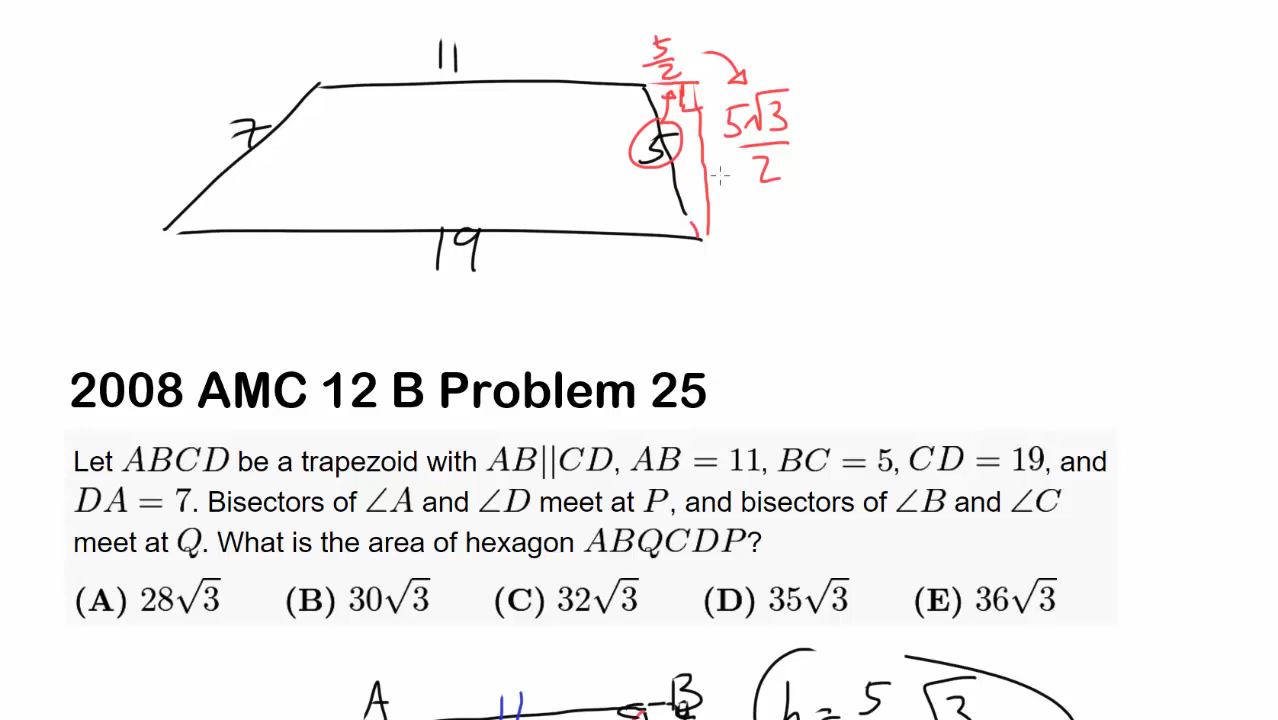 11
5/2
7
5
5√3/2
19
2008 AMC 12 B Problem 25
Let ABCD be a trapezoid with AB||CD, AB = 11, BC = 5, CD = 19, and
DA = 7. Bisectors of ∠A and ∠D meet at P, and bisectors of ∠B and ∠C
meet at Q. What is the area of hexagon ABQCDP?
(A) 28√3 (B) 30√3 (C) 32√3 (D) 35√3 (E) 36√3
A 11 B h = 5 √3